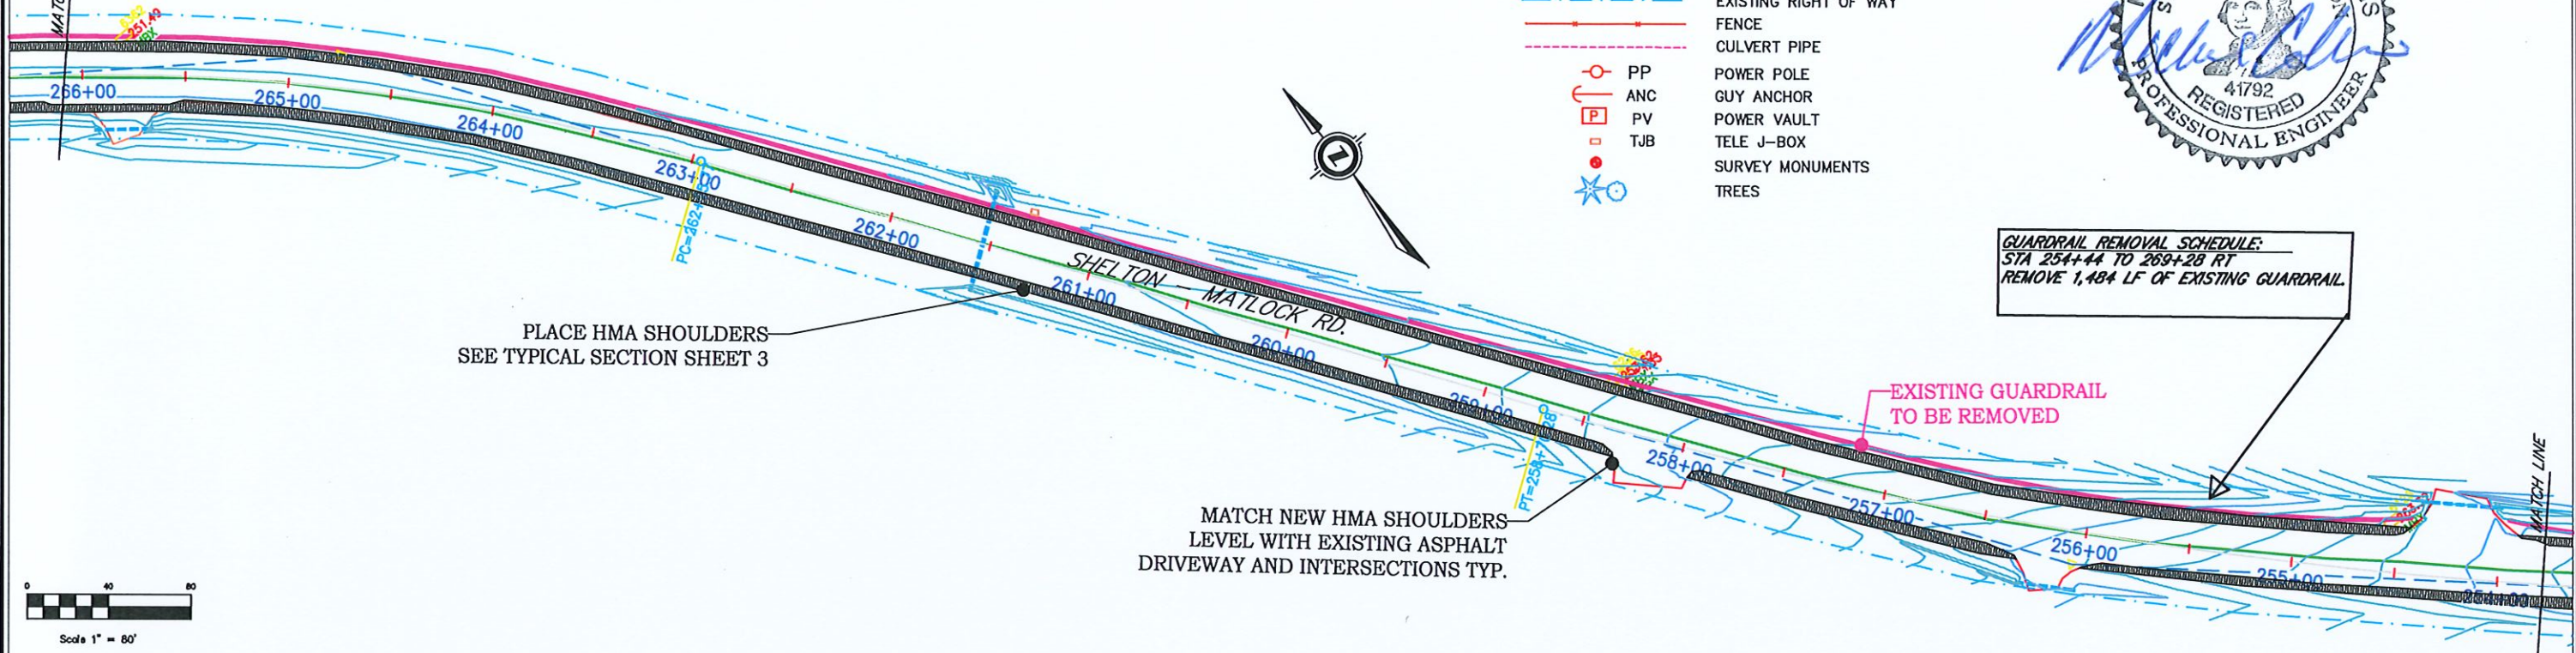 EXISTING RIGHT OF WAY
FENCE
CULVERT PIPE
PP POWER POLE
ANC GUY ANCHOR
P PV POWER VAULT
TJB TELE J-BOX
SURVEY MONUMENTS
TREES
41792
REGISTERED
PROFESSIONAL ENGINEER
266+00
265+00
264+00
263+00
262+00
261+00
260+00
259+00
258+00
257+00
256+00
255+00
254+00
SHELTON - MATLOCK RD.
Z
GUARDRAIL REMOVAL SCHEDULE:
STA 254+44 TO 269+28 RT
REMOVE 1,484 LF OF EXISTING GUARDRAIL.
PLACE HMA SHOULDERS
SEE TYPICAL SECTION SHEET 3
EXISTING GUARDRAIL
TO BE REMOVED
MATCH LINE
MATCH NEW HMA SHOULDERS
LEVEL WITH EXISTING ASPHALT
DRIVEWAY AND INTERSECTIONS TYP.
0 40 80
Scale 1" = 80'